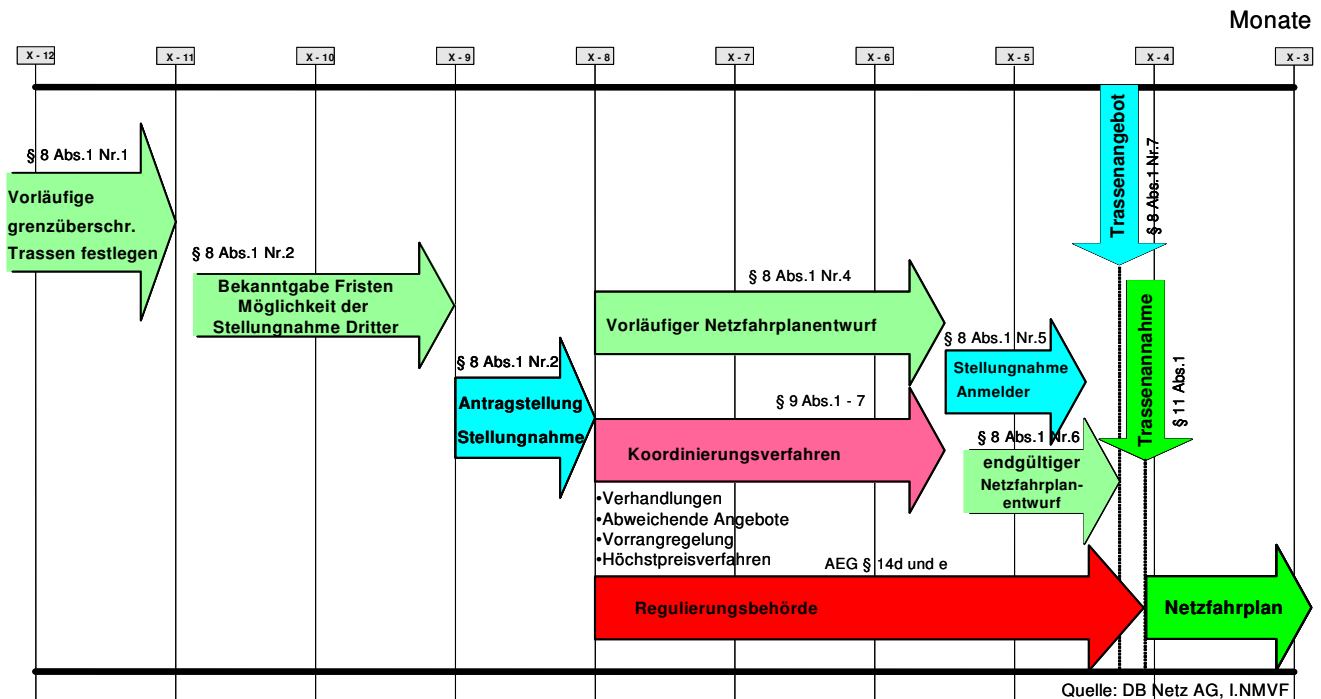 Monate
X - 12
X - 11
X - 10
X - 9
X - 8
X - 7
X - 6
X - 5
X - 4
X - 3
§ 8 Abs.1 Nr.1
Vorläufige
grenzüberschr.
Trassen festlegen
§ 8 Abs.1 Nr.2
Bekanntgabe Fristen
Möglichkeit der
Stellungnahme Dritter
§ 8 Abs.1 Nr.2
Antragstellung
Stellungnahme
§ 8 Abs.1 Nr.4
Vorläufiger Netzfahrplanentwurf
§ 9 Abs.1 - 7
Koordinierungsverfahren
•Verhandlungen
•Abweichende Angebote
•Vorrangregelung
•Höchstpreisverfahren
§ 8 Abs.1 Nr.5
Stellungnahme
Anmelder
§ 8 Abs.1 Nr.6
endgültiger
Netzfahrplan-
entwurf
Trassenangebot
§ 8 Abs.1 Nr.7
Trassenannahme
§ 11 Abs.1
AEG § 14d und e
Regulierungsbehörde
Netzfahrplan
Quelle: DB Netz AG, I.NMVF